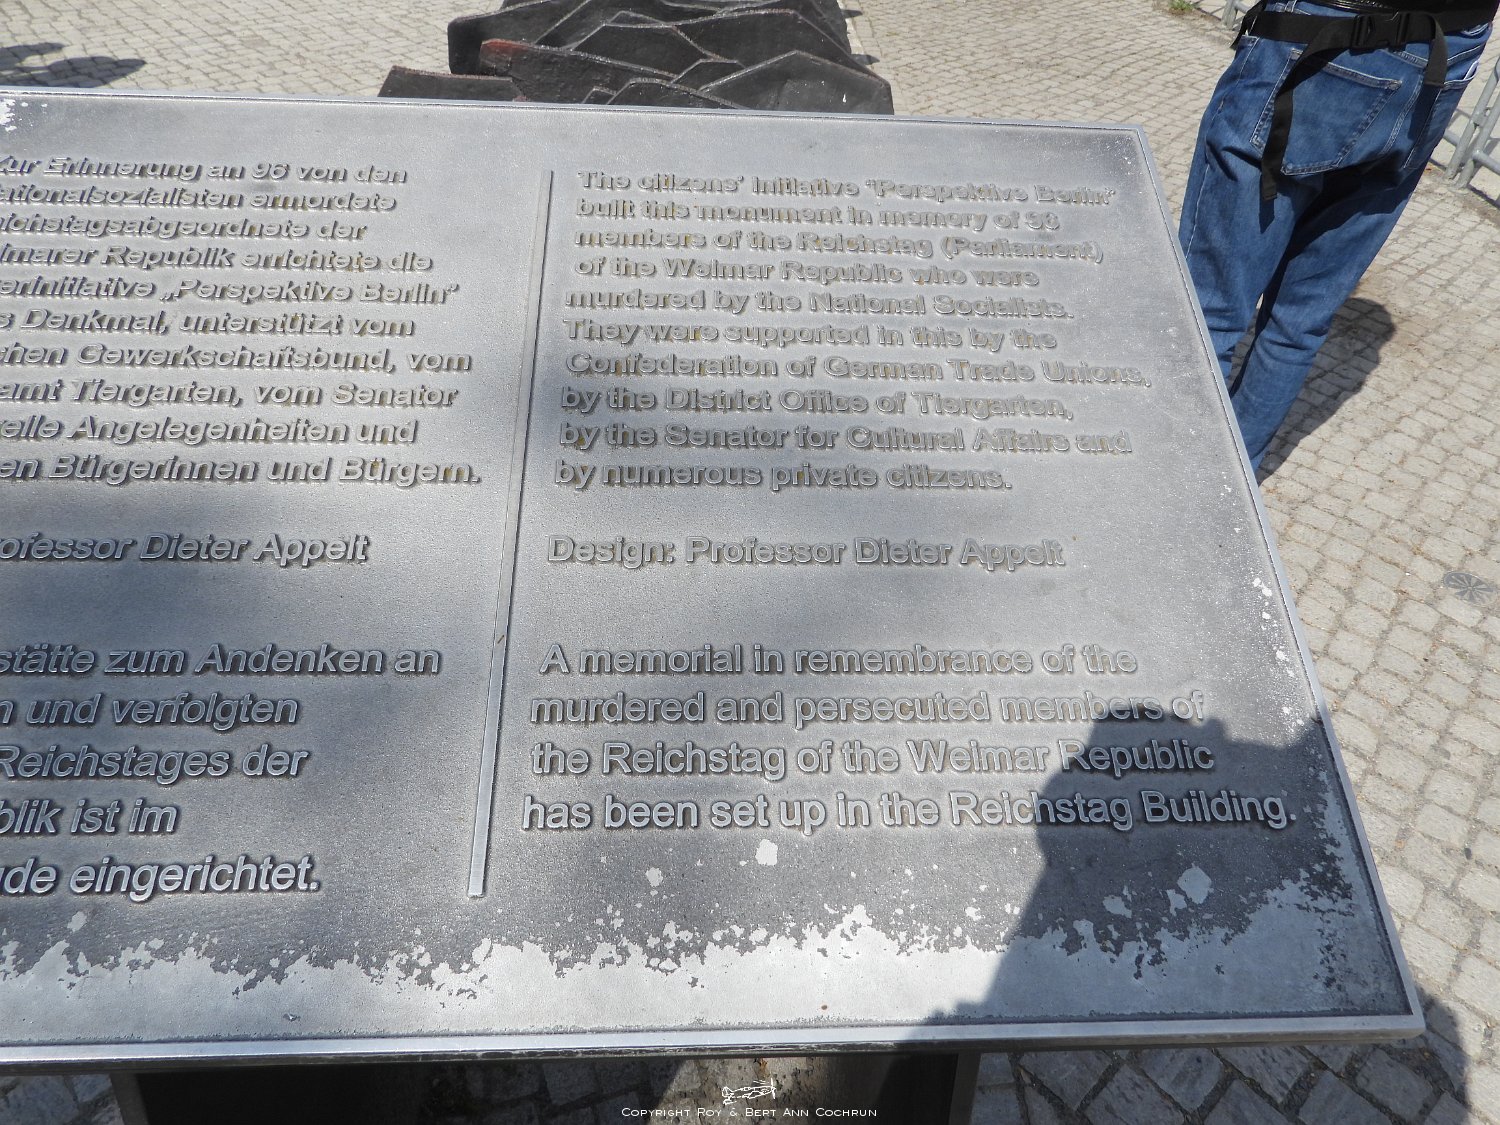 Zur Erinnerung an 96 von den
ationalsozialisten ermordete
ichstagsabgeordnete der
imarer Republik errichtete die
erinitiative „Perspektive Berlin“
s Denkmal, unterstützt vom
chen Gewerkschaftsbund, vom
amt Tiergarten, vom Senator
relle Angelegenheiten und
en Bürgerinnen und Bürgern.
ofessor Dieter Appelt
stätte zum Andenken an
n und verfolgten
Reichstages der
blik ist im
ude eingerichtet.
The citizens' initiative "Perspektive Berlin"
built this monument in memory of 96
members of the Reichstag (Parliament)
of the Weimar Republic who were
murdered by the National Socialists.
They were supported in this by the
Confederation of German Trade Unions,
by the District Office of Tiergarten,
by the Senator for Cultural Affairs and
by numerous private citizens.
Design: Professor Dieter Appelt
A memorial in remembrance of the
murdered and persecuted members of
the Reichstag of the Weimar Republic
has been set up in the Reichstag Building.
Copyright Roy & Bert Ann Cochrun